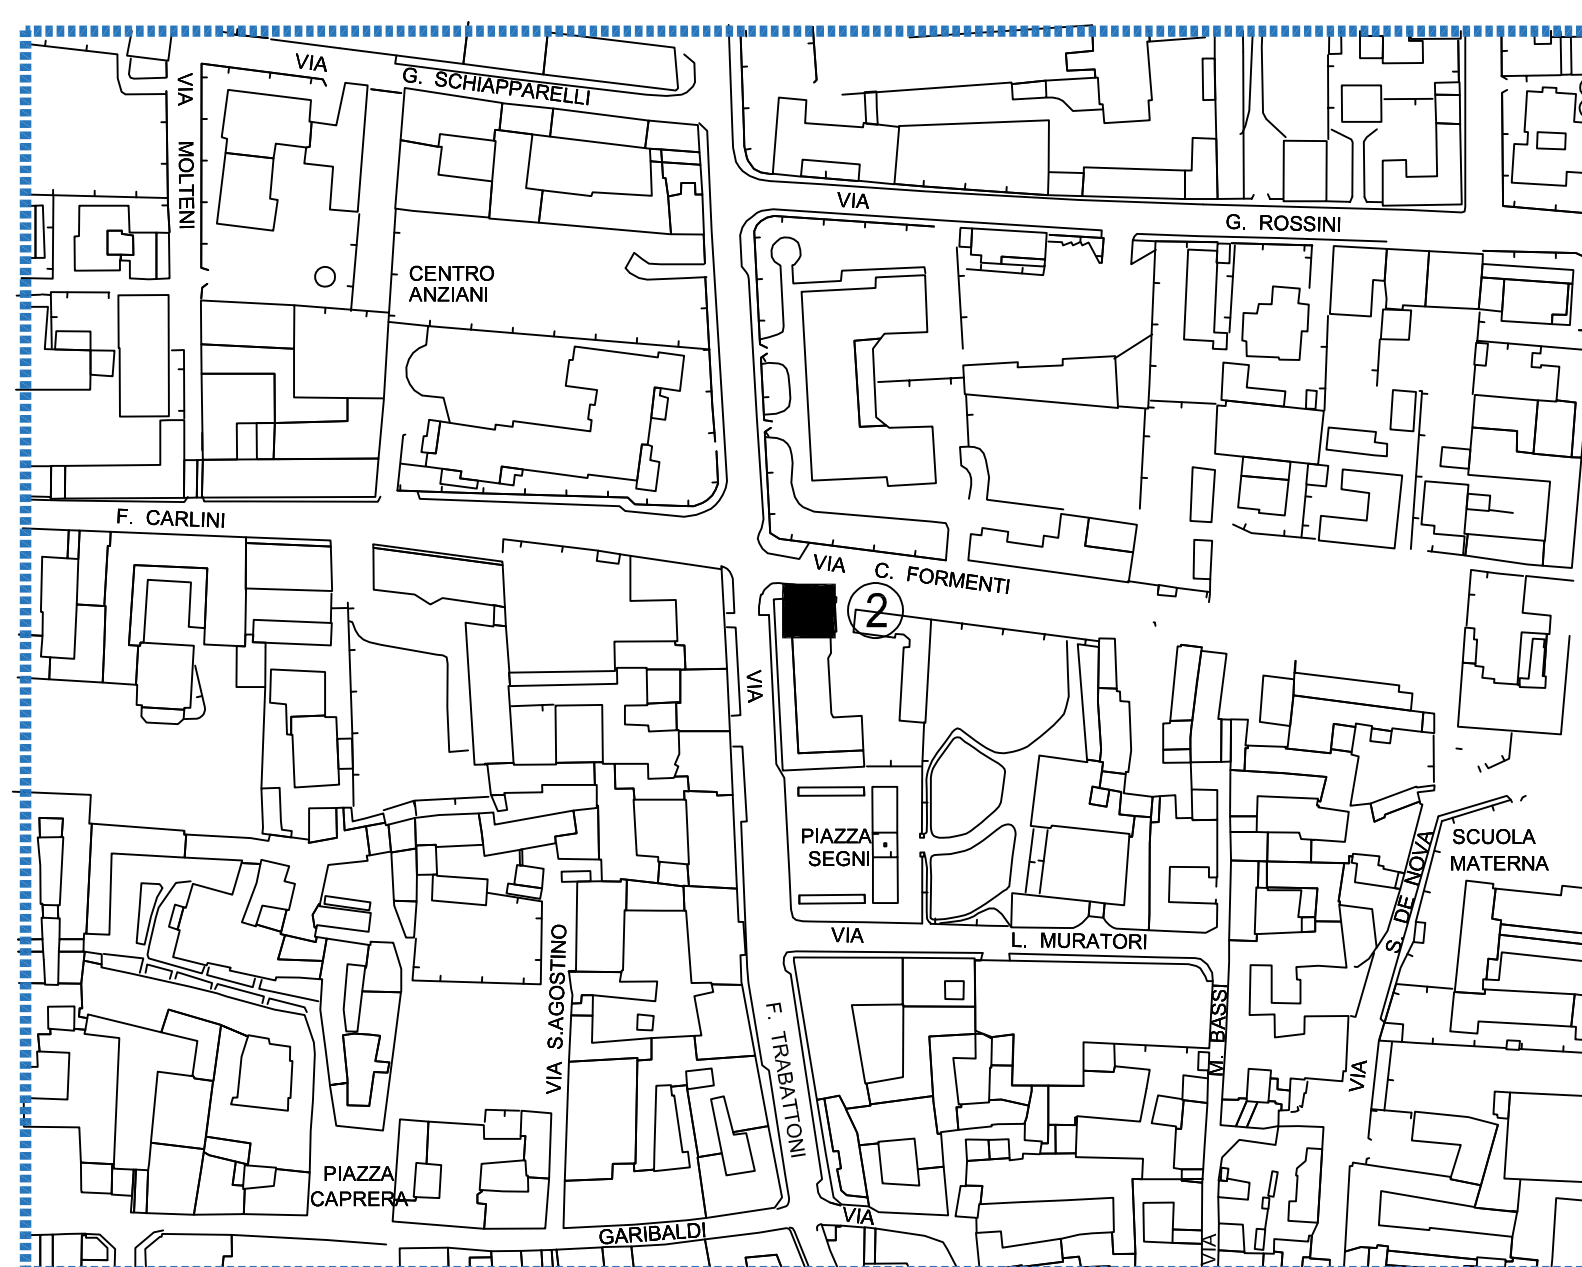 VIA
G. SCHIAPPARELLI
VIA MOLTENI
VIA
G. ROSSINI
CENTRO
ANZIANI
F. CARLINI
VIA C. FORMENTI
2
VIA
PIAZZA
SEGNI
SCUOLA
MATERNA
S. DE NOVA
VIA
L. MURATORI
VIA S.AGOSTINO
F. TRABATTONI
M. BASSI
VIA
PIAZZA
CAPRERA
VIA
GARIBALDI
VIA